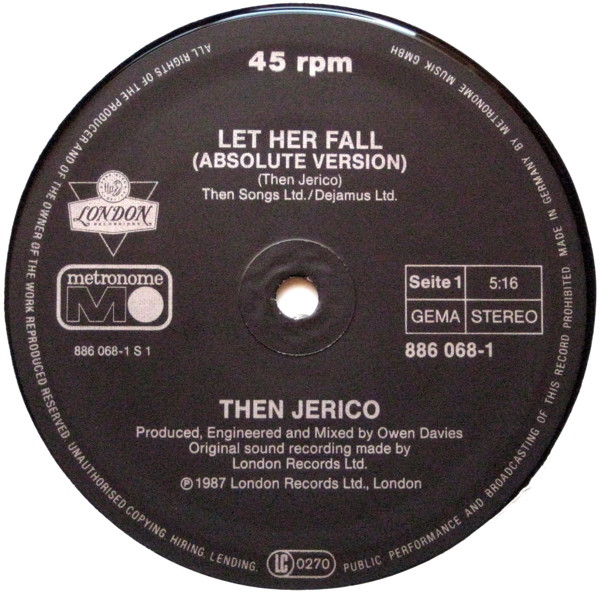 45 rpm
LET HER FALL
(ABSOLUTE VERSION)
(Then Jerico)
Then Songs Ltd./Dejamus Ltd.
LONDON
RECORDINGS
metronome
886 068-1 S 1
Seite 1 5:16
GEMA STEREO
886 068-1
THEN JERICO
Produced, Engineered and Mixed by Owen Davies
Original sound recording made by
London Records Ltd.
℗ 1987 London Records Ltd., London
ALL RIGHTS OF THE PRODUCER AND OF THE OWNER OF THE WORK REPRODUCED RESERVED. UNAUTHORISED COPYING, HIRING, LENDING, PUBLIC PERFORMANCE AND BROADCASTING OF THIS RECORD PROHIBITED. MADE IN GERMANY BY METRONOME MUSIK GMBH
LC 0270